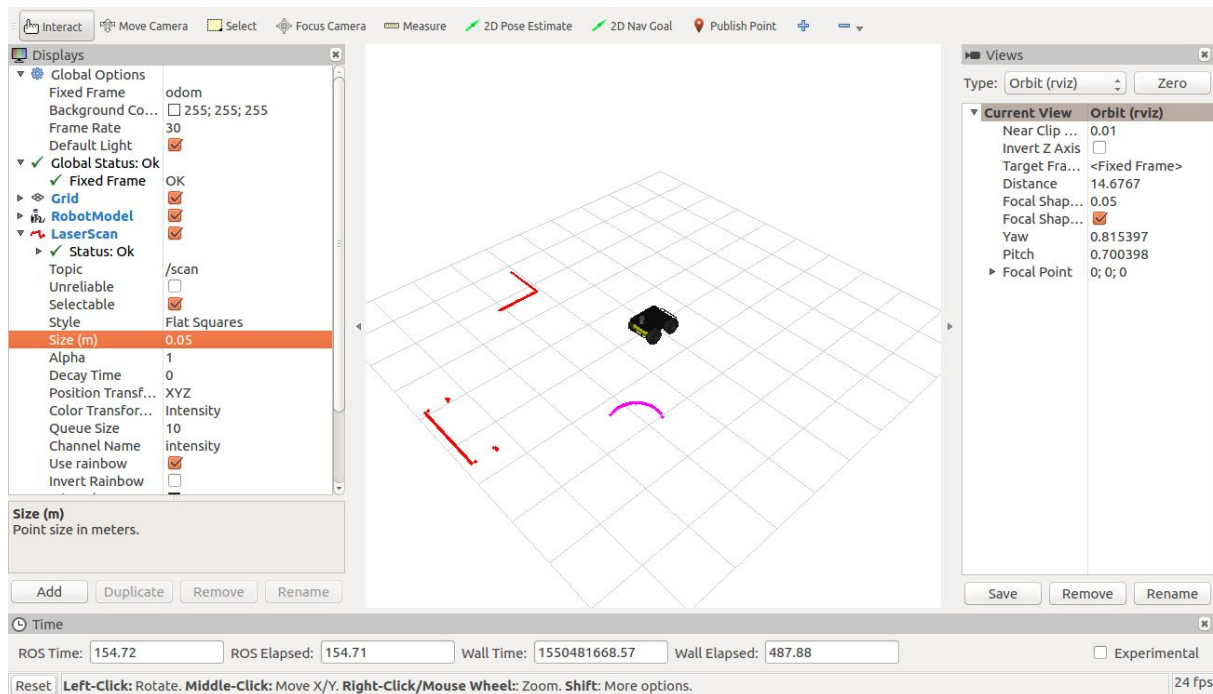 Interact Move Camera Select Focus Camera Measure 2D Pose Estimate 2D Nav Goal Publish Point
Displays
Global Options
Fixed Frame odom
Background Co... 255; 255; 255
Frame Rate 30
Default Light
Global Status: Ok
Fixed Frame OK
Grid
RobotModel
LaserScan
Status: Ok
Topic /scan
Unreliable
Selectable
Style Flat Squares
Size (m) 0.05
Alpha 1
Decay Time 0
Position Transf... XYZ
Color Transfor... Intensity
Queue Size 10
Channel Name intensity
Use rainbow
Invert Rainbow
Size (m)
Point size in meters.
Add Duplicate Remove Rename
Views
Type: Orbit (rviz) Zero
Current View Orbit (rviz)
Near Clip ... 0.01
Invert Z Axis
Target Fra... <Fixed Frame>
Distance 14.6767
Focal Shap... 0.05
Focal Shap...
Yaw 0.815397
Pitch 0.700398
Focal Point 0; 0; 0
Save Remove Rename
Time
ROS Time: 154.72 ROS Elapsed: 154.71 Wall Time: 1550481668.57 Wall Elapsed: 487.88 Experimental
Reset Left-Click: Rotate. Middle-Click: Move X/Y. Right-Click/Mouse Wheel:: Zoom. Shift: More options. 24 fps